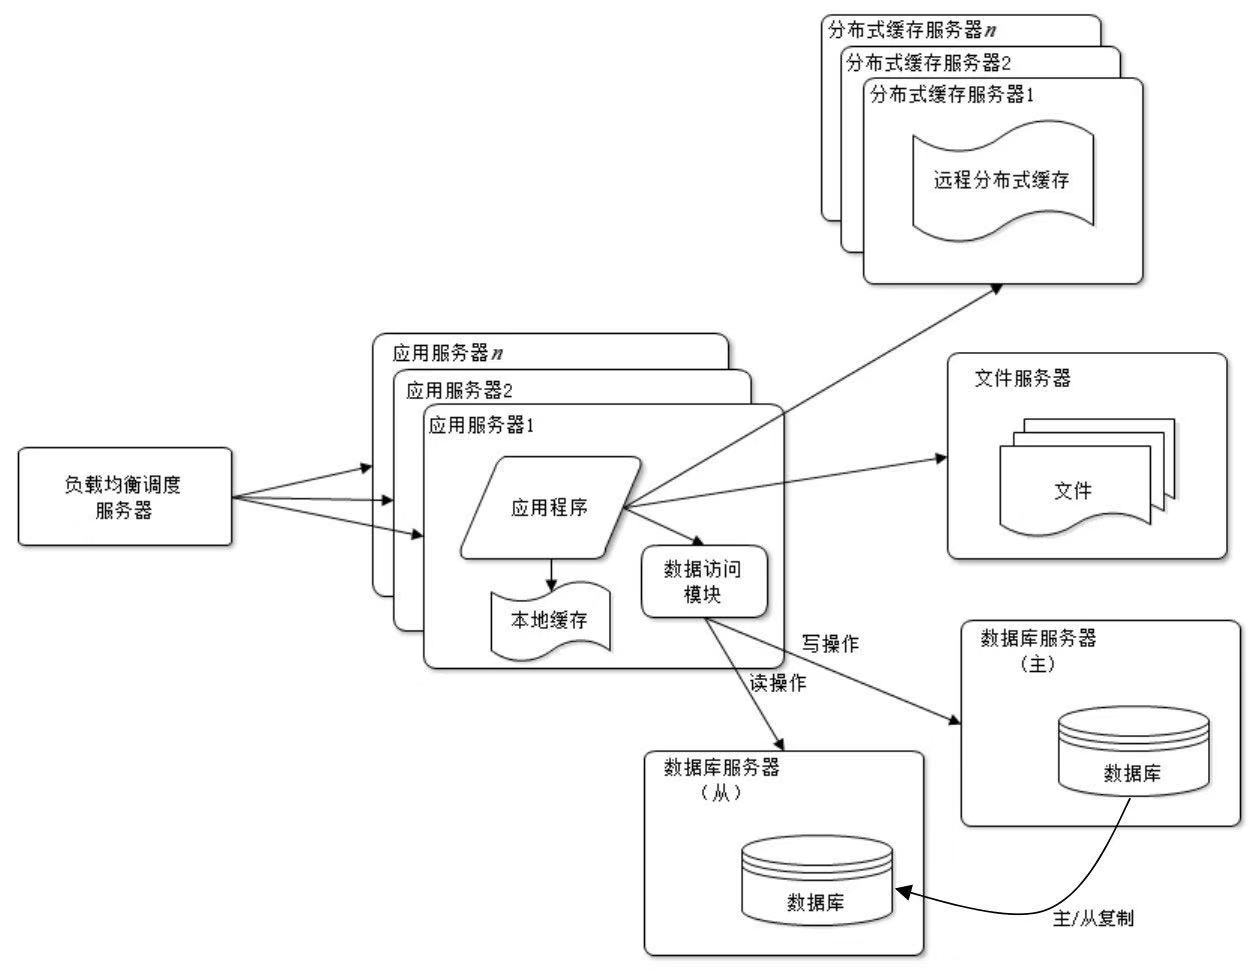 分布式缓存服务器n
分布式缓存服务器2
分布式缓存服务器1
远程分布式缓存
应用服务器n
应用服务器2
应用服务器1
文件服务器
负载均衡调度
服务器
应用程序
文件
数据访问
模块
本地缓存
写操作
读操作
数据库服务器
（主）
数据库
数据库服务器
（从）
数据库
主/从复制